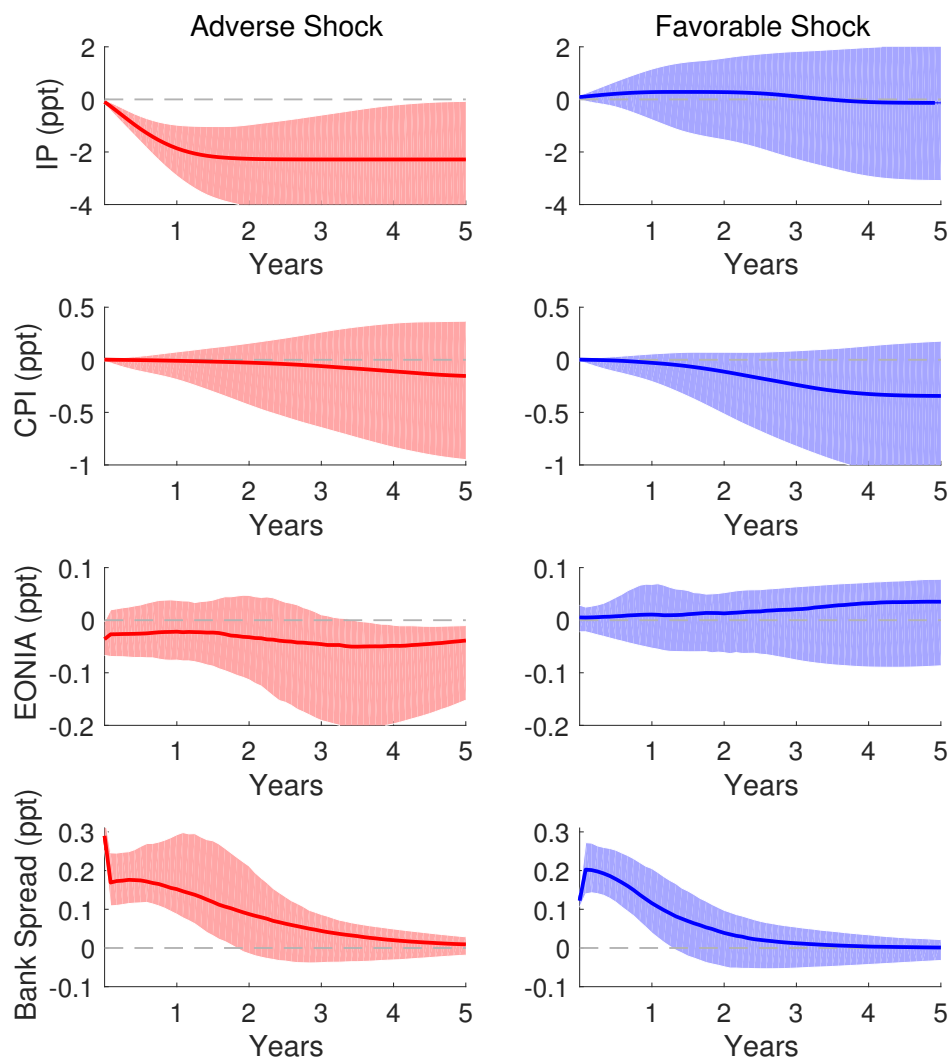 Adverse Shock
Favorable Shock
IP (ppt)
2
0
-2
-4
1 2 3 4 5
Years
2
0
-2
-4
1 2 3 4 5
Years
CPI (ppt)
0.5
0
-0.5
-1
1 2 3 4 5
Years
0.5
0
-0.5
-1
1 2 3 4 5
Years
EONIA (ppt)
0.1
0
-0.1
-0.2
1 2 3 4 5
Years
0.1
0
-0.1
-0.2
1 2 3 4 5
Years
Bank Spread (ppt)
0.3
0.2
0.1
0
-0.1
1 2 3 4 5
Years
0.3
0.2
0.1
0
-0.1
1 2 3 4 5
Years